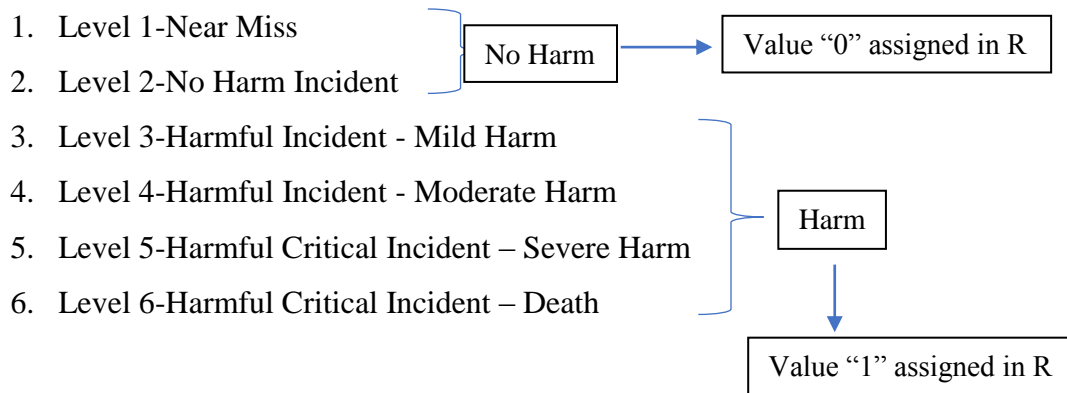 1. Level 1-Near Miss
2. Level 2-No Harm Incident
No Harm
Value “0” assigned in R
3. Level 3-Harmful Incident - Mild Harm
4. Level 4-Harmful Incident - Moderate Harm
5. Level 5-Harmful Critical Incident – Severe Harm
6. Level 6-Harmful Critical Incident – Death
Harm
Value “1” assigned in R